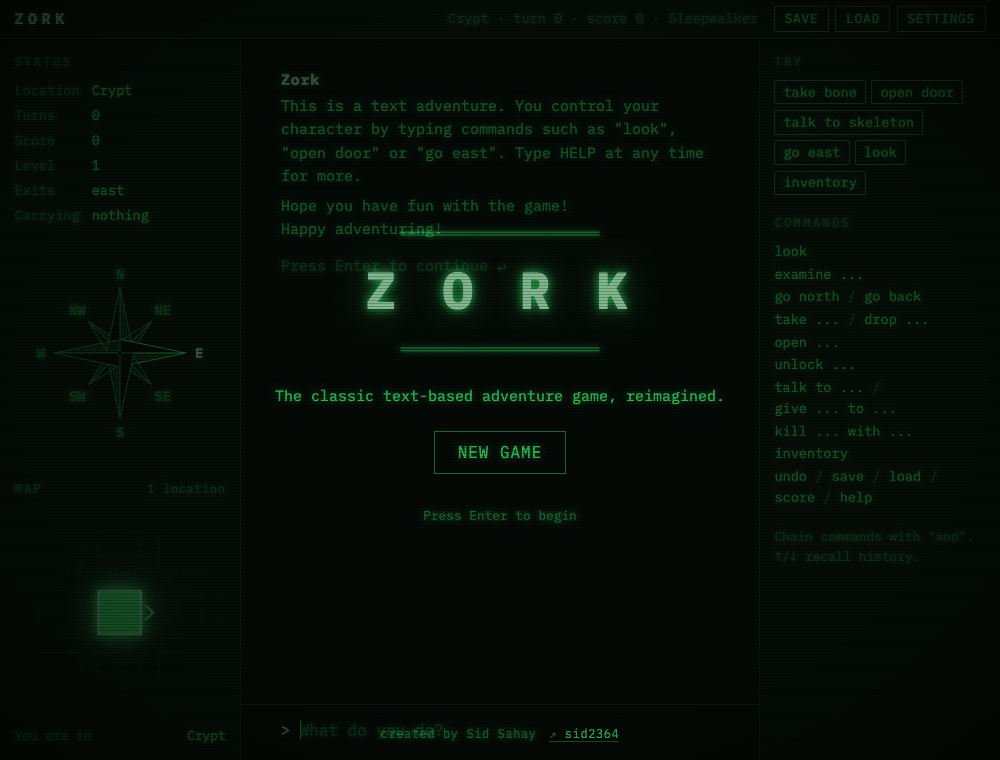 ZORK
Crypt · turn 0 · score 0 · Sleepwalker
SAVE LOAD SETTINGS
STATUS
Location Crypt
Turns 0
Score 0
Level 1
Exits east
Carrying nothing
N
NW NE
W E
SW SE
S
MAP 1 location
You are in Crypt
Zork
This is a text adventure. You control your
character by typing commands such as "look",
"open door" or "go east". Type HELP at any time
for more.
Hope you have fun with the game!
Happy adventuring!
Press Enter to continue ↵
ZORK
The classic text-based adventure game, reimagined.
NEW GAME
Press Enter to begin
> What do you do?
created by Sid Sahay ↗ sid2364
TRY
take bone open door
talk to skeleton
go east look
inventory
COMMANDS
look
examine ...
go north / go back
take ... / drop ...
open ...
unlock ...
talk to ... /
give ... to ...
kill ... with ...
inventory
undo / save / load /
score / help
Chain commands with "and".
↑/↓ recall history.